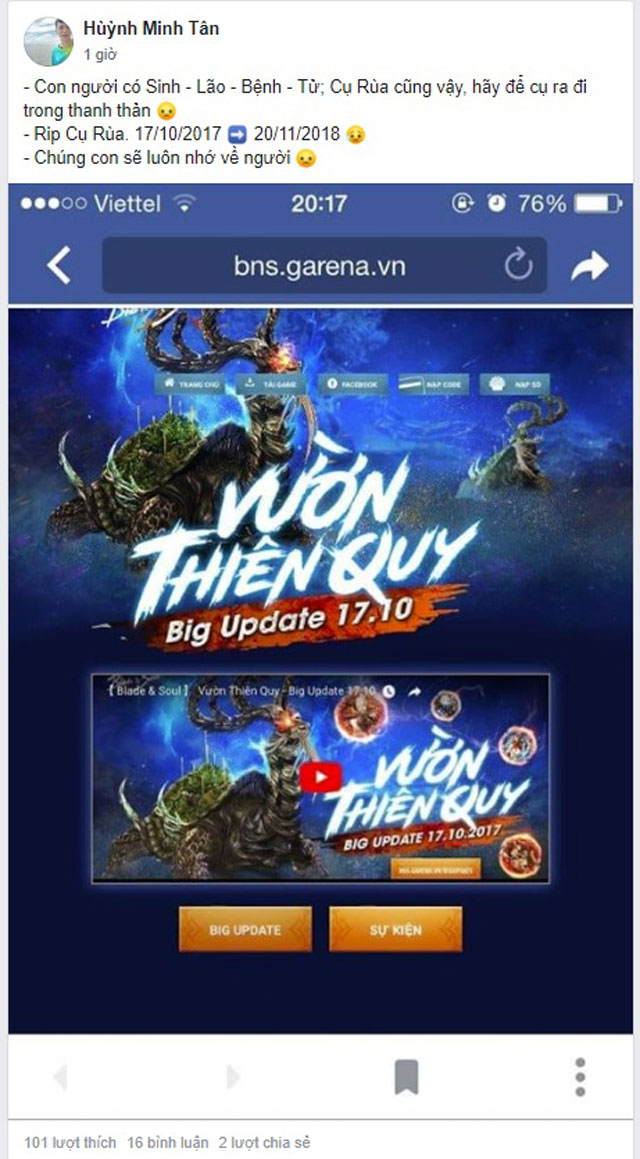 Huỳnh Minh Tân
1 giờ
- Con người có Sinh - Lão - Bệnh - Tử; Cụ Rùa cũng vậy, hãy để cụ ra đi
trong thanh thản 😟
- Rip Cụ Rùa. 17/10/2017 ➡ 20/11/2018 😥
- Chúng con sẽ luôn nhớ về người 😟
Viettel 20:17 76%
bns.garena.vn
TRANG CHỦ TẢI GAME FACEBOOK NẠP CODE NẠP SÒ
VƯỜN
THIÊN QUY
Big Update 17.10
【Blade & Soul】 Vườn Thiên Quy - Big Update 17.10
VƯỜN
THIÊN QUY
BIG UPDATE 17.10.2017
BIG UPDATE SỰ KIỆN
101 lượt thích 16 bình luận 2 lượt chia sẻ